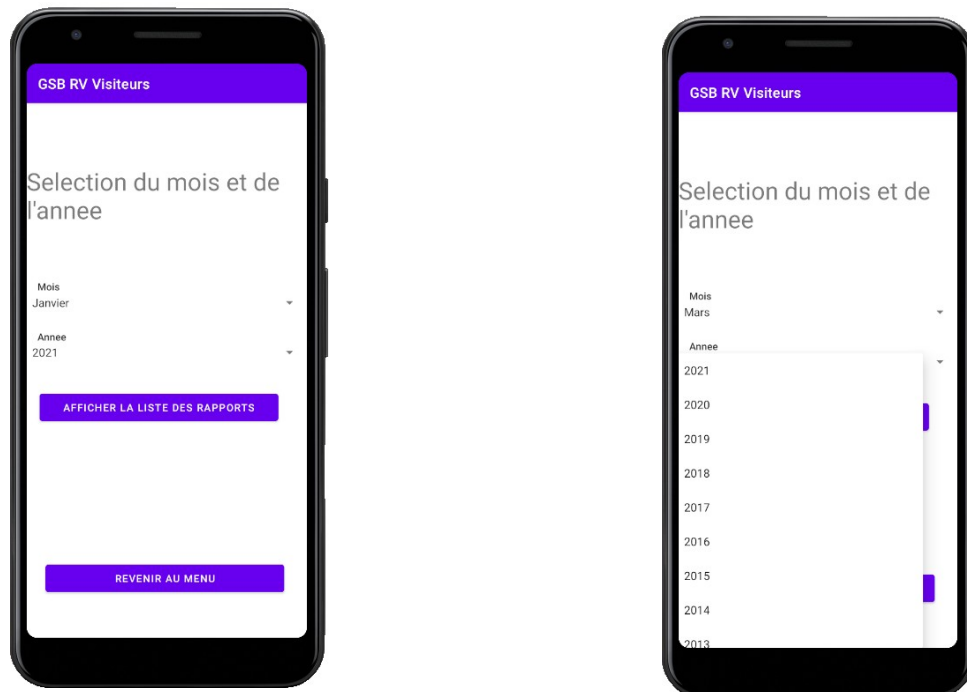 GSB RV Visiteurs
Selection du mois et de
l'annee
Mois
Janvier
Annee
2021
AFFICHER LA LISTE DES RAPPORTS
REVENIR AU MENU
GSB RV Visiteurs
Selection du mois et de
l'annee
Mois
Mars
Annee
2021
2020
2019
2018
2017
2016
2015
2014
2013